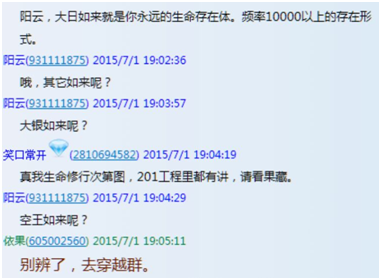 阳云，大日如来就是你永远的生命存在体。频率10000以上的存在形
式。
阳云(931111875) 2015/7/1 19:02:36
哦，其它如来呢？
阳云(931111875) 2015/7/1 19:03:57
大银如来呢？
笑口常开(2810694582) 2015/7/1 19:04:19
真我生命修行次第图，201工程里都有讲，请看果藏。
阳云(931111875) 2015/7/1 19:04:29
空王如来呢？
依果(605002560) 2015/7/1 19:05:11
别辨了，去穿越群。